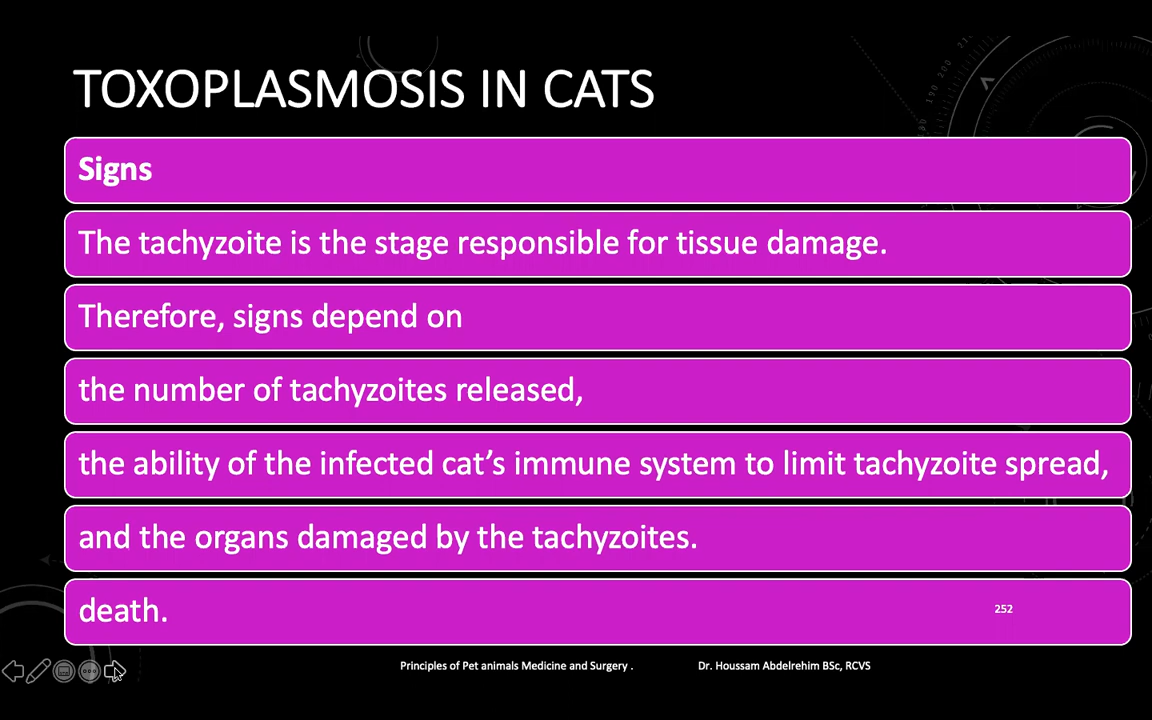 TOXOPLASMOSIS IN CATS
Signs
The tachyzoite is the stage responsible for tissue damage.
Therefore, signs depend on
the number of tachyzoites released,
the ability of the infected cat’s immune system to limit tachyzoite spread,
and the organs damaged by the tachyzoites.
death.
252
Principles of Pet animals Medicine and Surgery . Dr. Houssam Abdelrehim BSc, RCVS